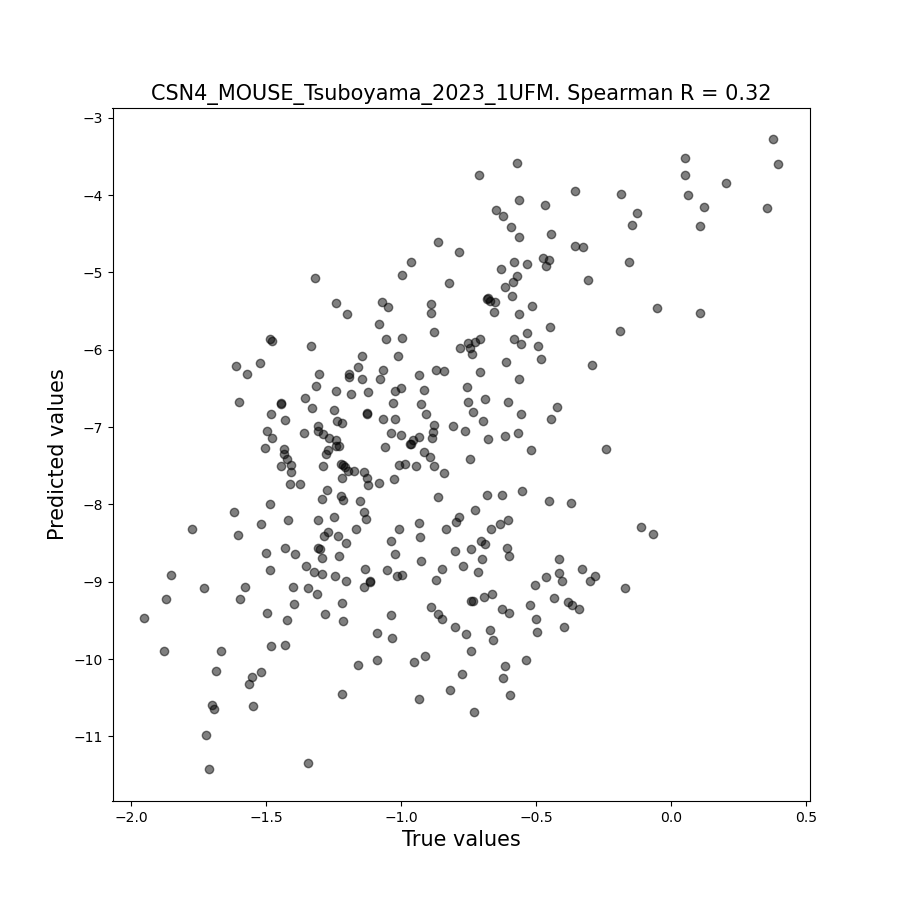 CSN4_MOUSE_Tsuboyama_2023_1UFM. Spearman R = 0.32
−3
−4
−5
−6
−7
−8
−9
−10
−11
Predicted values
−2.0 −1.5 −1.0 −0.5 0.0 0.5
True values